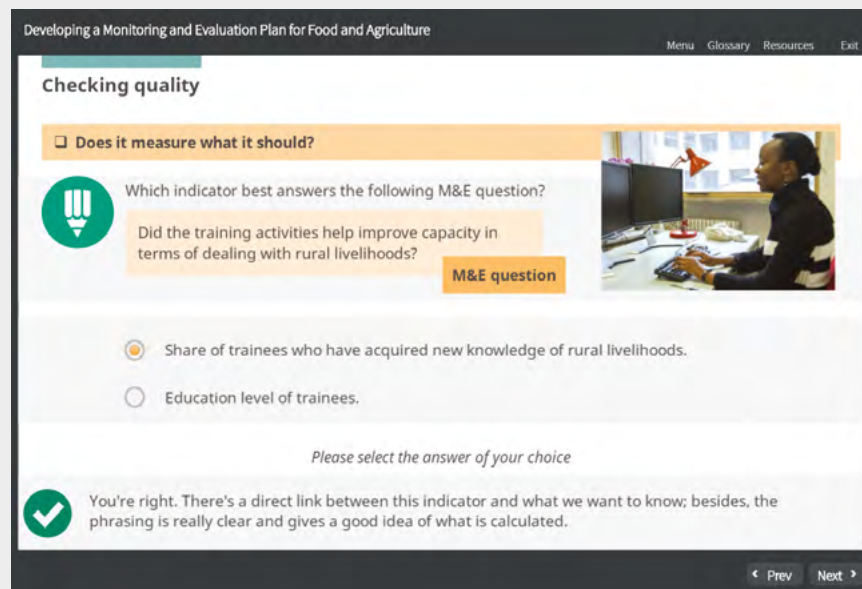 Developing a Monitoring and Evaluation Plan for Food and Agriculture
Menu Glossary Resources Exit
Checking quality
Does it measure what it should?
Which indicator best answers the following M&E question?
Did the training activities help improve capacity in
terms of dealing with rural livelihoods?
M&E question
Share of trainees who have acquired new knowledge of rural livelihoods.
Education level of trainees.
Please select the answer of your choice
You're right. There's a direct link between this indicator and what we want to know; besides, the
phrasing is really clear and gives a good idea of what is calculated.
Prev Next